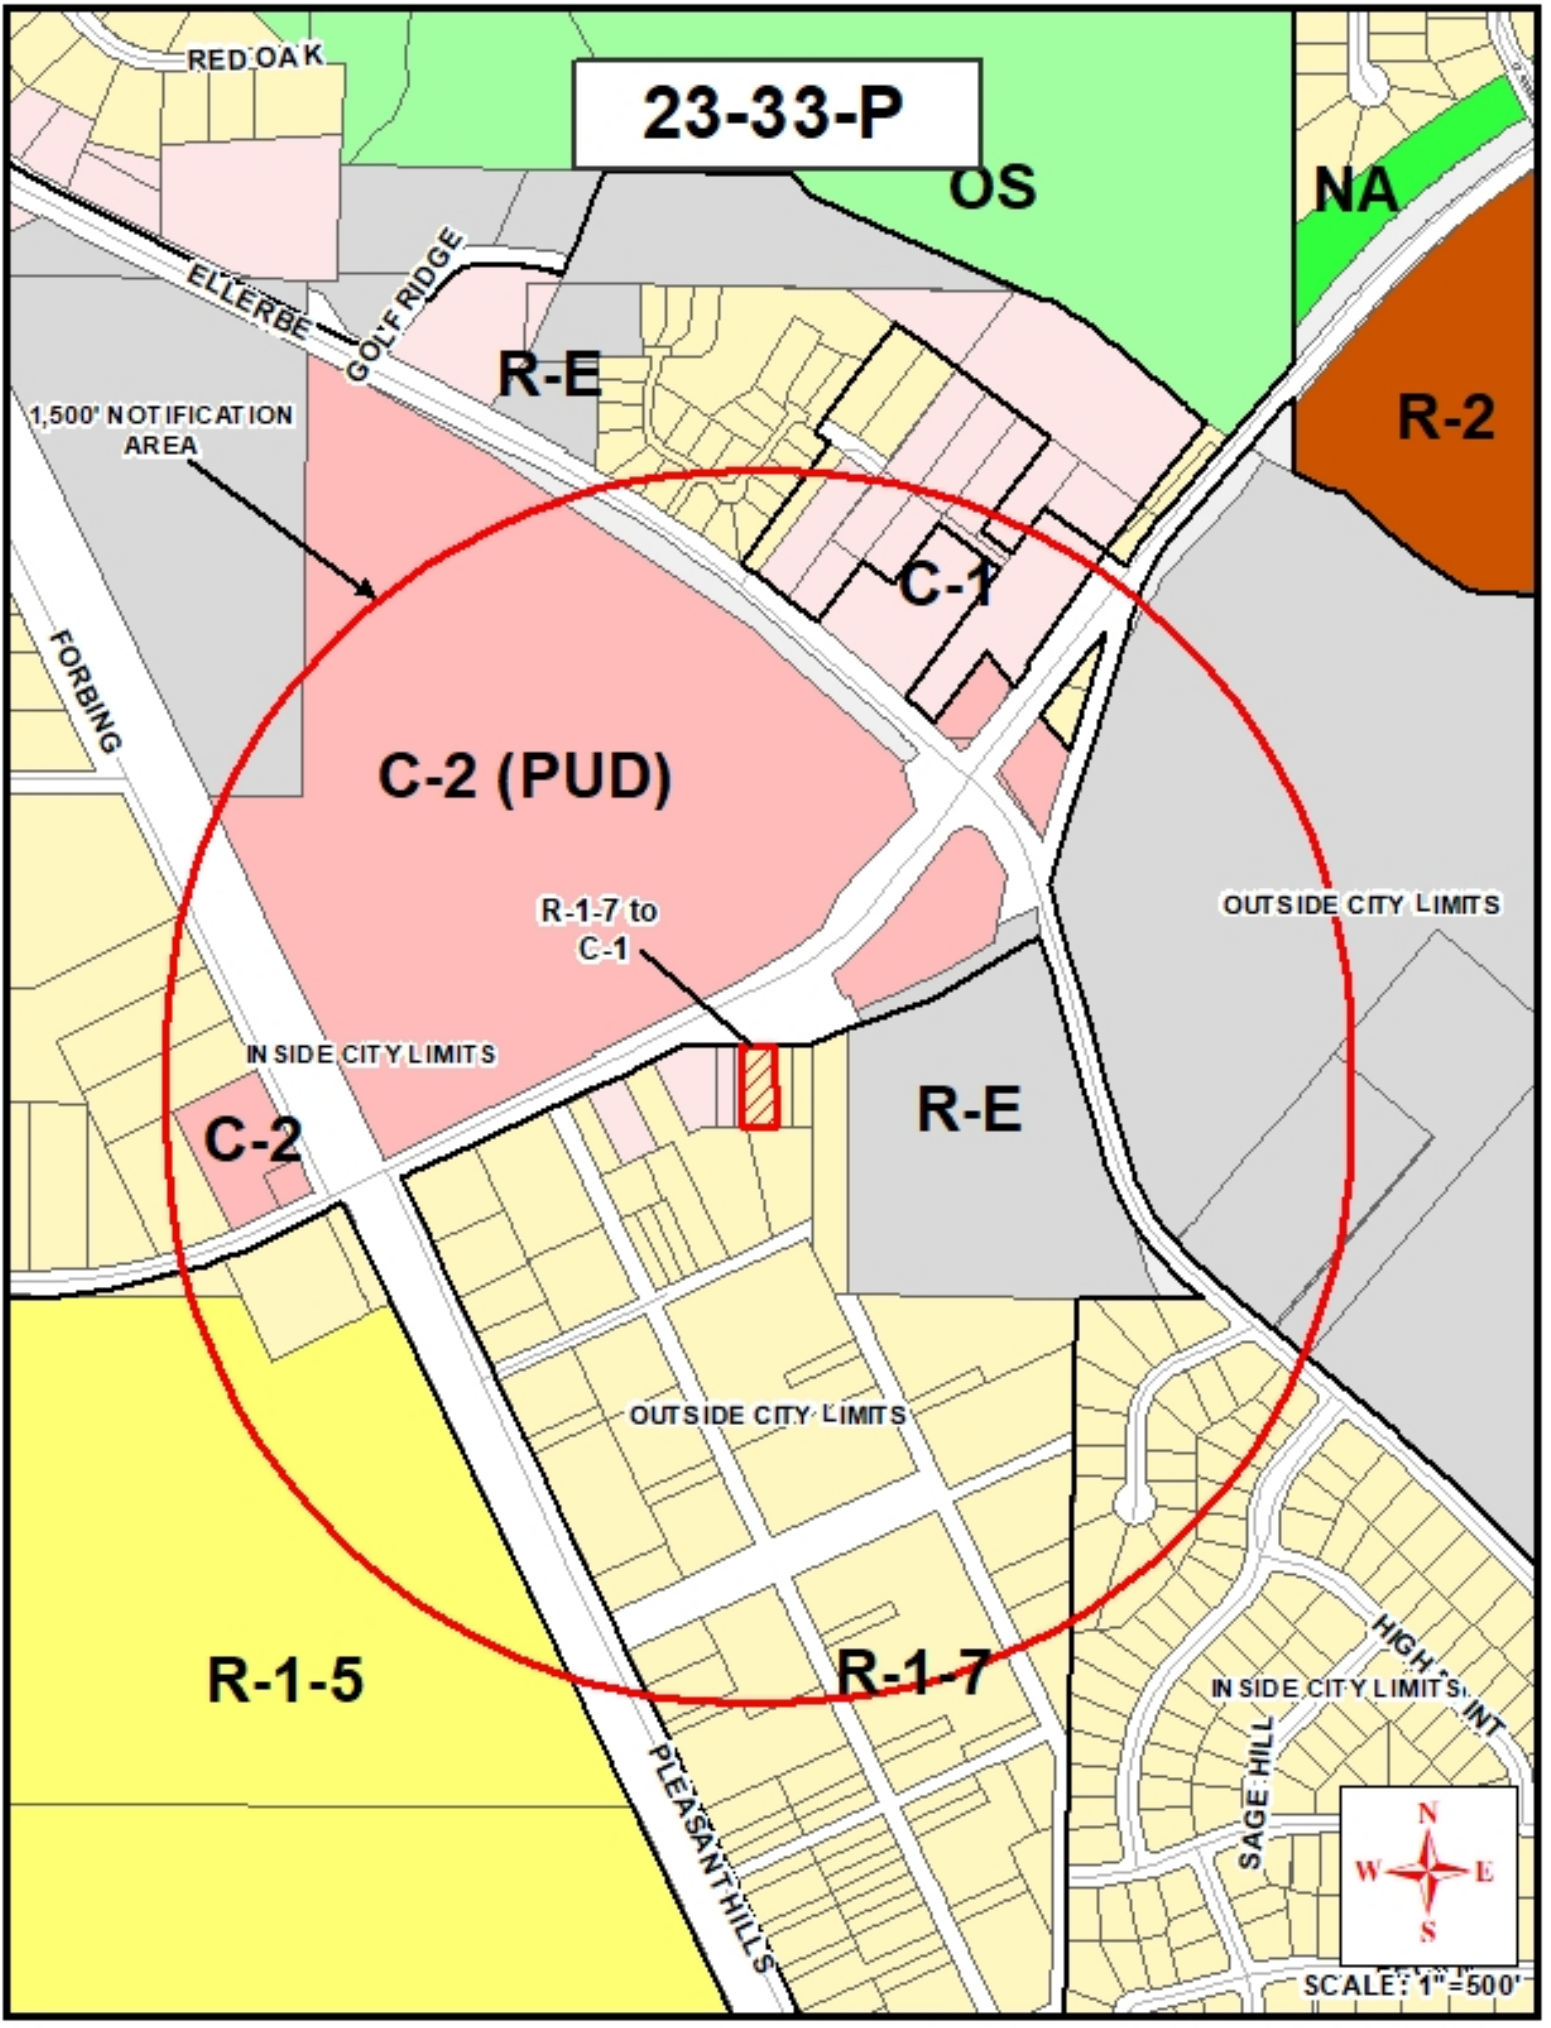 RED OAK
23-33-P
OS
NA
ELLERBE
GOLF RIDGE
R-E
R-2
1,500' NOTIFICATION
AREA
C-1
FORBING
C-2 (PUD)
R-1-7 to
C-1
OUTSIDE CITY LIMITS
INSIDE CITY LIMITS
C-2
R-E
OUTSIDE CITY LIMITS
R-1-5
R-1-7
HIGH
INSIDE CITY LIMITS
SAGE HILL
PLEASANT HILLS
N
W E
S
SCALE: 1"=500'